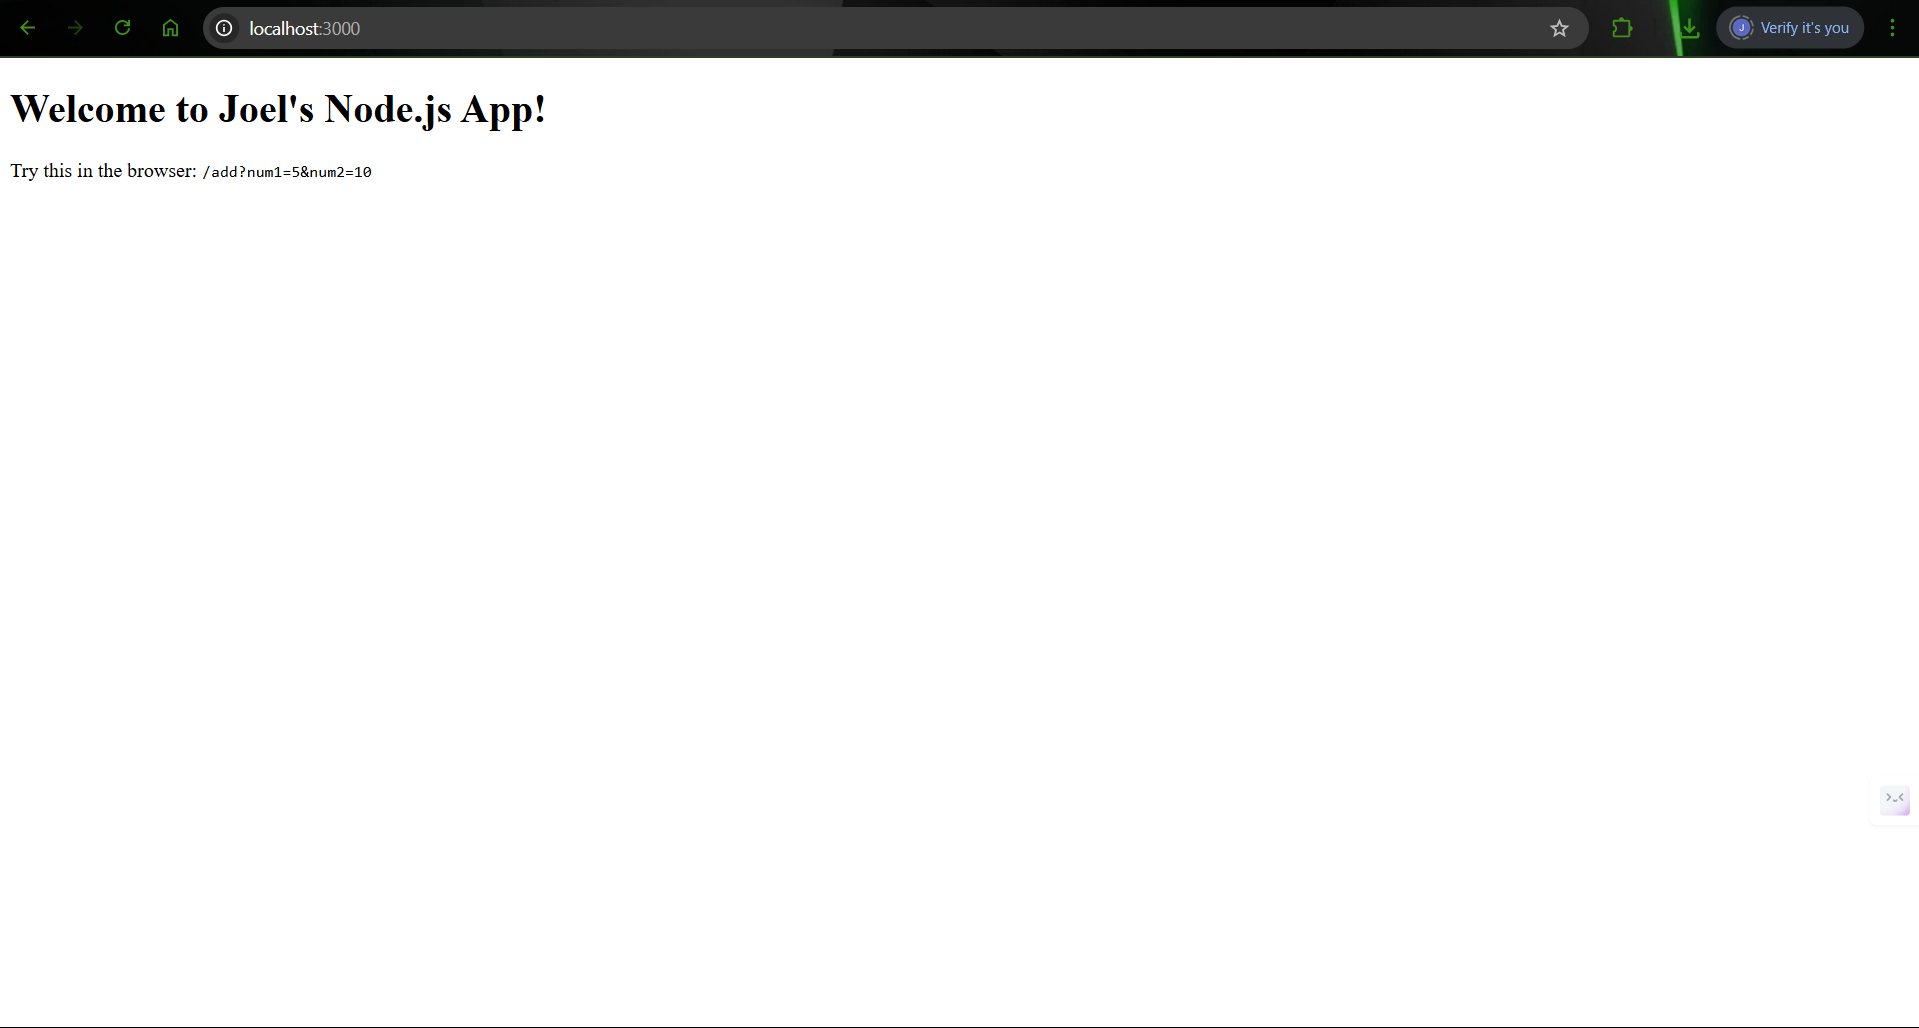 localhost:3000
J
Verify it's you
Welcome to Joel's Node.js App!
Try this in the browser: /add?num1=5&num2=10